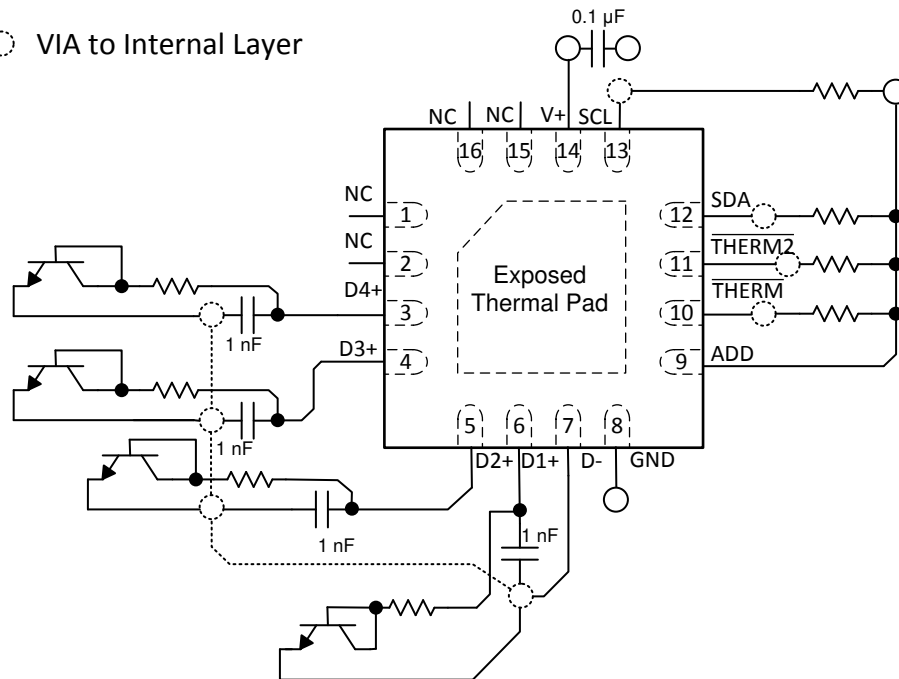 0.1 µF
VIA to Internal Layer
NC NC V+ SCL
16 15 14 13
NC
1
SDA
12
NC
2
THERM2
11
D4+
3
Exposed
Thermal Pad
THERM
10
1 nF
D3+
4
ADD
9
1 nF
5 6 7 8
D2+ D1+ D- GND
1 nF
1 nF